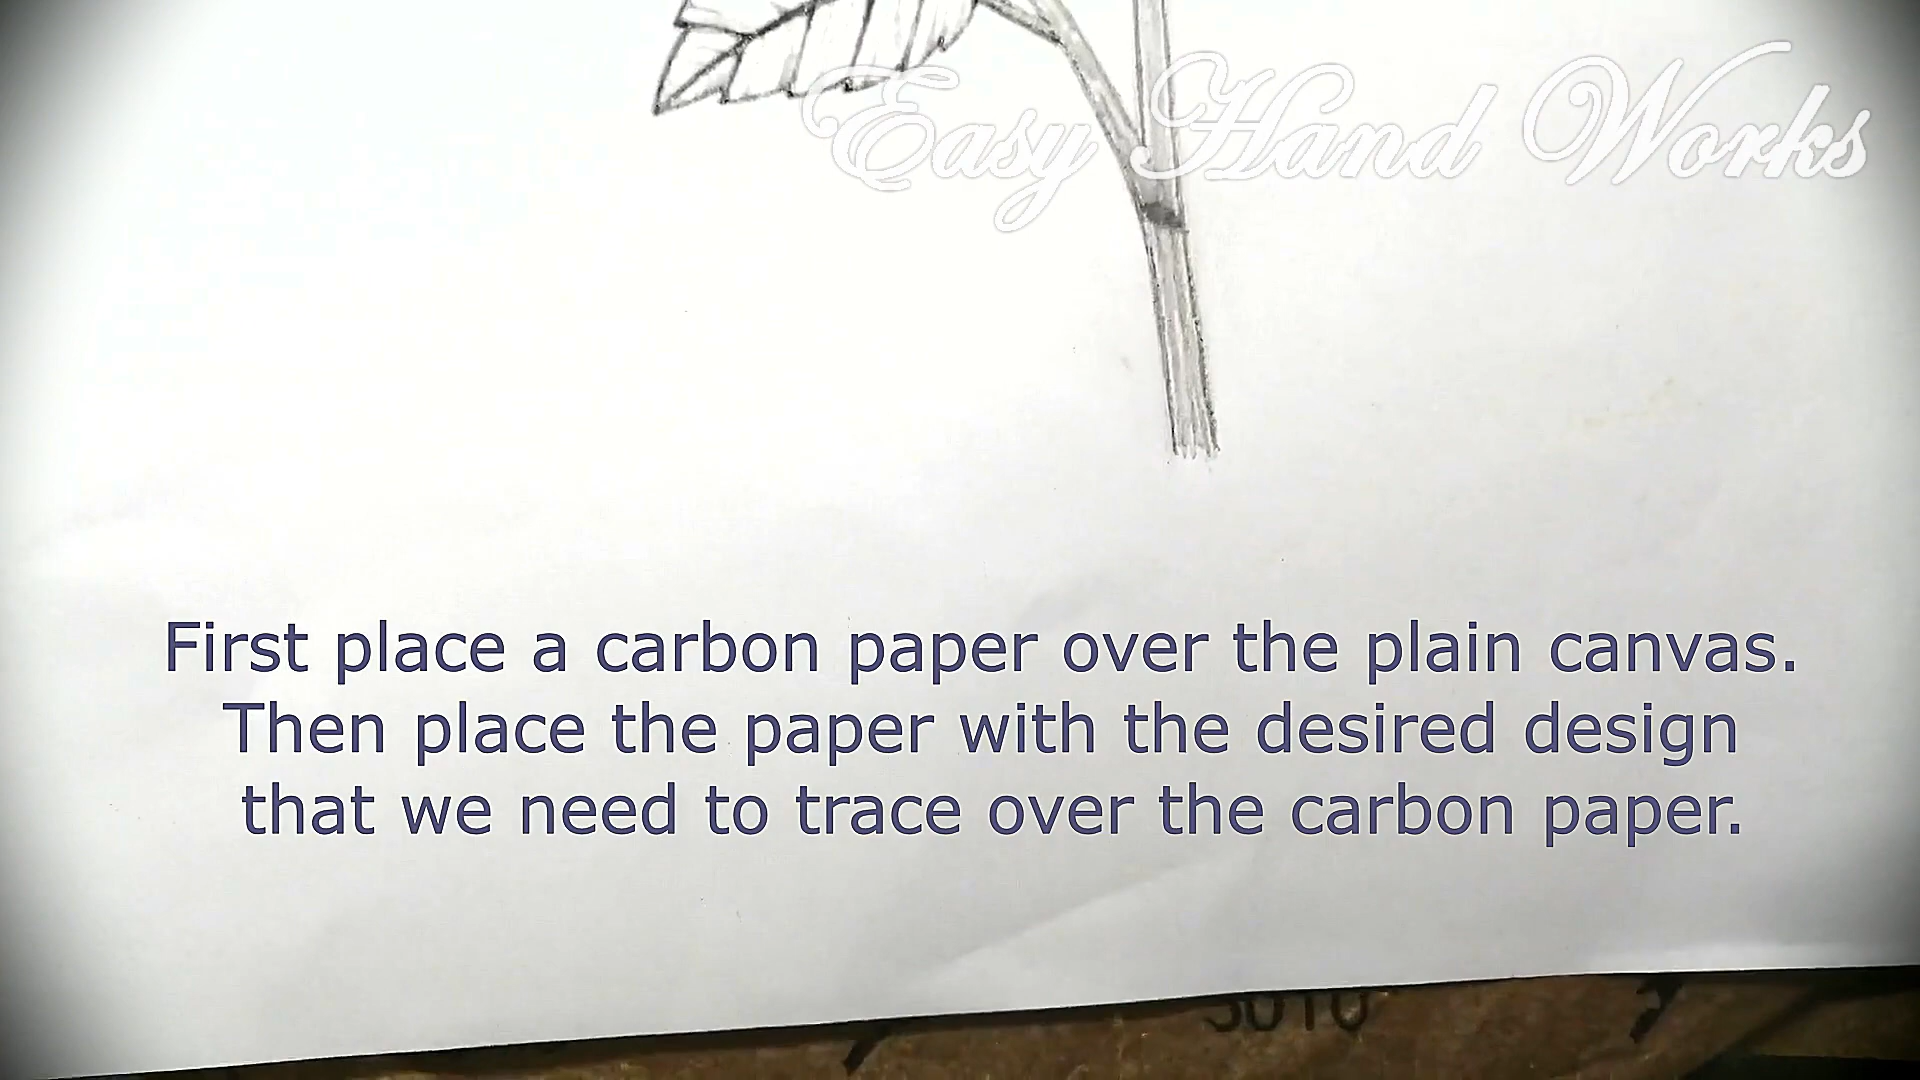 Easy Hand Works
First place a carbon paper over the plain canvas.
Then place the paper with the desired design
that we need to trace over the carbon paper.